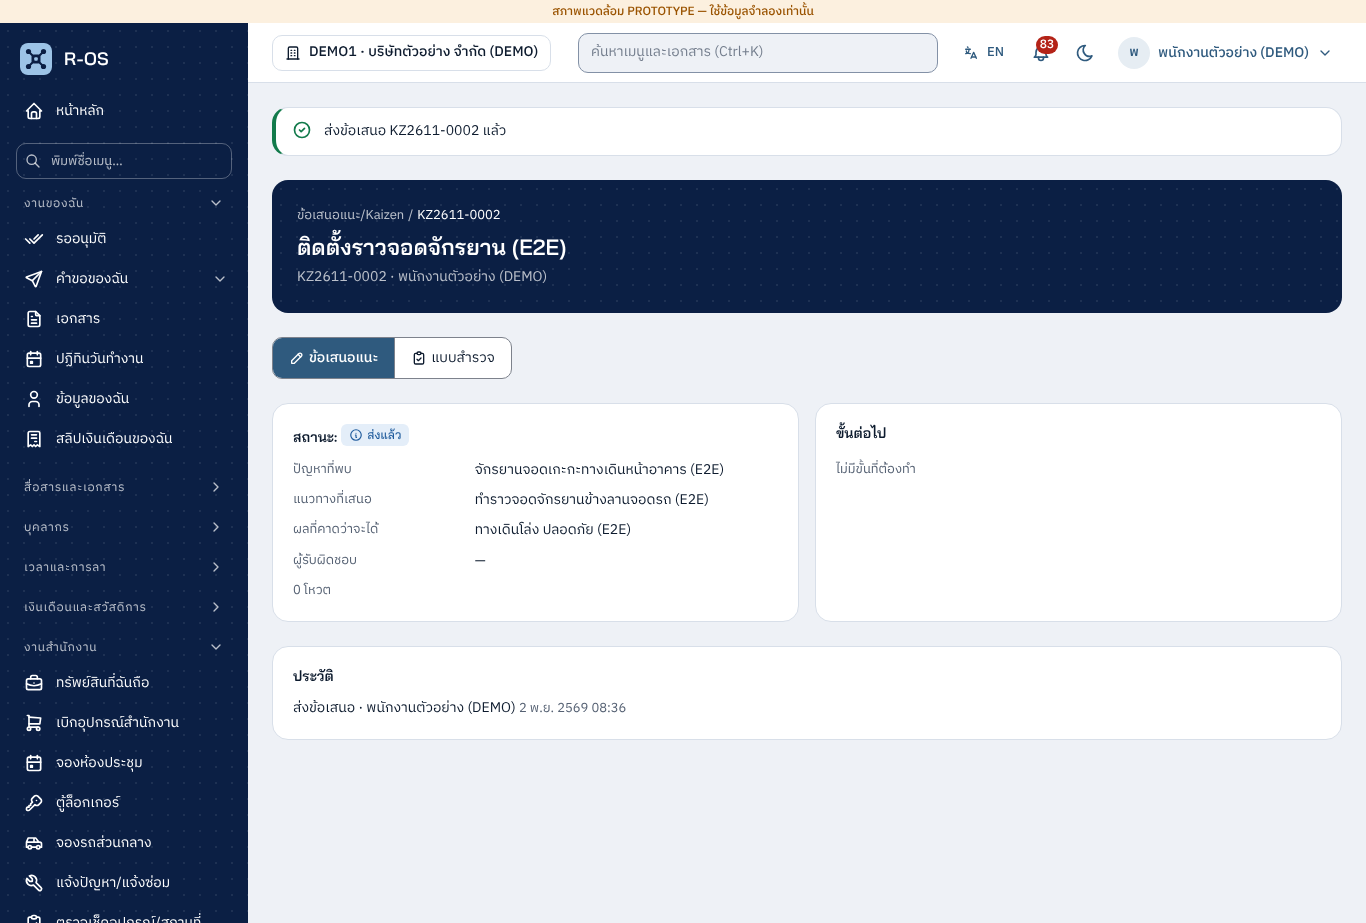 สภาพแวดล้อม PROTOTYPE — ใช้ข้อมูลจำลองเท่านั้น
R-OS
DEMO1 · บริษัทตัวอย่าง จำกัด (DEMO)
ค้นหาเมนูและเอกสาร (Ctrl+K)
EN
83
พ
พนักงานตัวอย่าง (DEMO)
หน้าหลัก
พิมพ์ชื่อเมนู...
งานของฉัน
รออนุมัติ
คำขอของฉัน
เอกสาร
ปฏิทินวันทำงาน
ข้อมูลของฉัน
สลิปเงินเดือนของฉัน
สื่อสารและเอกสาร
บุคลากร
เวลาและการลา
เงินเดือนและสวัสดิการ
งานสำนักงาน
ทรัพย์สินที่ฉันถือ
เบิกอุปกรณ์สำนักงาน
จองห้องประชุม
ตู้ล็อกเกอร์
จองรถส่วนกลาง
แจ้งปัญหา/แจ้งซ่อม
ตรวจเช็คอุปกรณ์/สถานที่
ส่งข้อเสนอ KZ2611-0002 แล้ว
ข้อเสนอแนะ/Kaizen / KZ2611-0002
ติดตั้งราวจอดจักรยาน (E2E)
KZ2611-0002 · พนักงานตัวอย่าง (DEMO)
ข้อเสนอแนะ
แบบสำรวจ
สถานะ: ส่งแล้ว
ปัญหาที่พบ จักรยานจอดเกะกะทางเดินหน้าอาคาร (E2E)
แนวทางที่เสนอ ทำราวจอดจักรยานข้างลานจอดรถ (E2E)
ผลที่คาดว่าจะได้ ทางเดินโล่ง ปลอดภัย (E2E)
ผู้รับผิดชอบ —
0 โหวต
ขั้นต่อไป
ไม่มีขั้นที่ต้องทำ
ประวัติ
ส่งข้อเสนอ · พนักงานตัวอย่าง (DEMO) 2 พ.ย. 2569 08:36